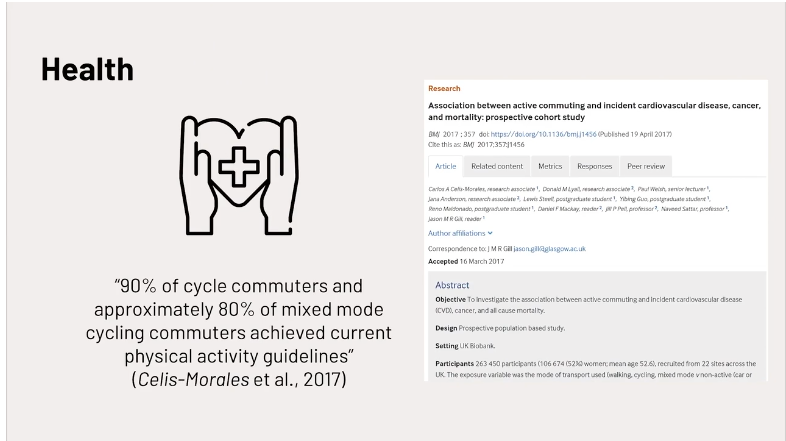 Health
“90% of cycle commuters and
approximately 80% of mixed mode
cycling commuters achieved current
physical activity guidelines”
(Celis-Morales et al., 2017)
Research
Association between active commuting and incident cardiovascular disease, cancer,
and mortality: prospective cohort study
BMJ 2017 ; 357 doi: https://doi.org/10.1136/bmj.j1456 (Published 19 April 2017)
Cite this as: BMJ 2017;357:j1456
Article Related content Metrics Responses Peer review
Carlos A Celis-Morales, research associate 1, Donald M Lyall, research associate 2, Paul Welsh, senior lecturer 1,
Jana Anderson, research associate 2, Lewis Steell, postgraduate student 1, Yibing Guo, postgraduate student 1,
Reno Maldonado, postgraduate student 1, Daniel F Mackay, reader 2, Jill P Pell, professor 2, Naveed Sattar, professor 1,
Jason M R Gill, reader 1
Author affiliations
Correspondence to: J M R Gill jason.gill@glasgow.ac.uk
Accepted 16 March 2017
Abstract
Objective To investigate the association between active commuting and incident cardiovascular disease
(CVD), cancer, and all cause mortality.
Design Prospective population based study.
Setting UK Biobank.
Participants 263 450 participants (106 674 (52%) women; mean age 52.6), recruited from 22 sites across the
UK. The exposure variable was the mode of transport used (walking, cycling, mixed mode v non-active (car or